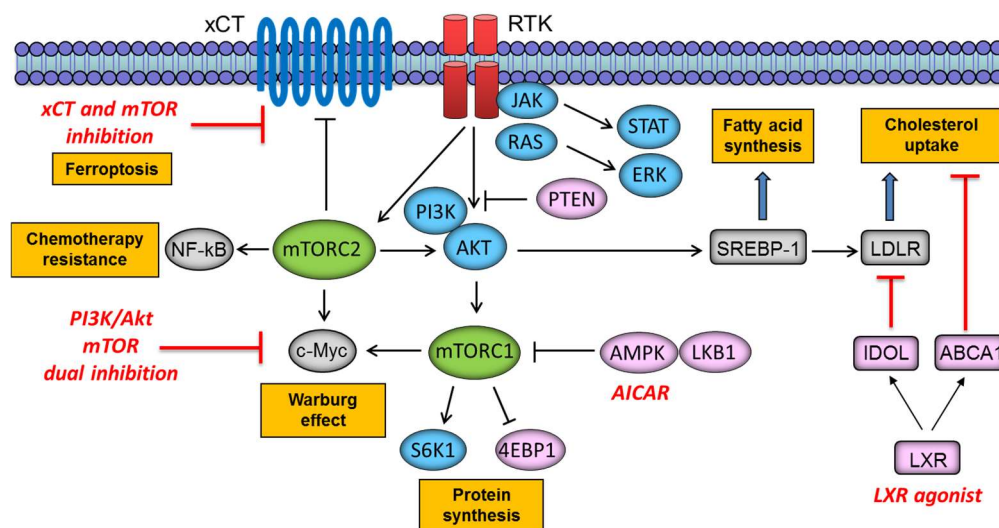 xCT
RTK
xCT and mTOR
inhibition
Ferroptosis
JAK
STAT
RAS
ERK
Fatty acid
synthesis
Cholesterol
uptake
PTEN
PI3K
AKT
Chemotherapy
resistance
NF-kB
mTORC2
SREBP-1
LDLR
PI3K/Akt
mTOR
dual inhibition
c-Myc
mTORC1
AMPK
LKB1
AICAR
IDOL
ABCA1
Warburg
effect
S6K1
4EBP1
Protein
synthesis
LXR
LXR agonist